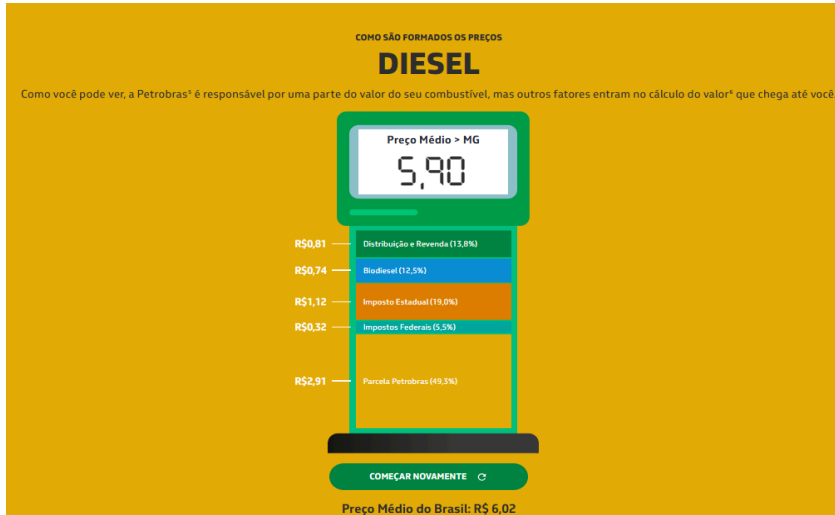 COMO SÃO FORMADOS OS PREÇOS
DIESEL
Como você pode ver, a Petrobras⁵ é responsável por uma parte do valor do seu combustível, mas outros fatores entram no cálculo do valor⁶ que chega até você
Preço Médio > MG
5,90
R$0,81 Distribuição e Revenda (13,8%)
R$0,74 Biodiesel (12,5%)
R$1,12 Imposto Estadual (19,0%)
R$0,32 Impostos Federais (5,5%)
R$2,91 Parcela Petrobras (49,3%)
COMEÇAR NOVAMENTE
Preço Médio do Brasil: R$ 6,02